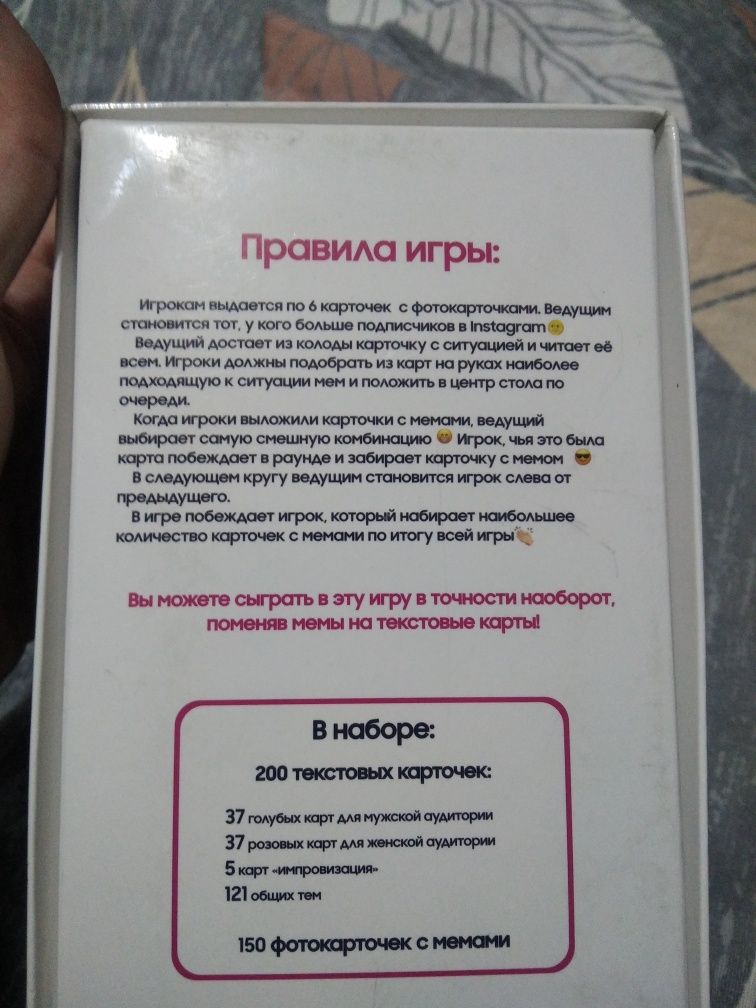 Правила игры:
Игрокам выдается по 6 карточек с фотокарточками. Ведущим
становится тот, у кого больше подписчиков в Instagram🙂
Ведущий достает из колоды карточку с ситуацией и читает её
всем. Игроки должны подобрать из карт на руках наиболее
подходящую к ситуации мем и положить в центр стола по
очереди.
Когда игроки выложили карточки с мемами, ведущий
выбирает самую смешную комбинацию 😁 Игрок, чья это была
карта побеждает в раунде и забирает карточку с мемом 😎
В следующем кругу ведущим становится игрок слева от
предыдущего.
В игре побеждает игрок, который набирает наибольшее
количество карточек с мемами по итогу всей игры👏🏻
Вы можете сыграть в эту игру в точности наоборот,
поменяв мемы на текстовые карты!
В наборе:
200 текстовых карточек:
37 голубых карт для мужской аудитории
37 розовых карт для женской аудитории
5 карт «импровизация»
121 общих тем
150 фотокарточек с мемами